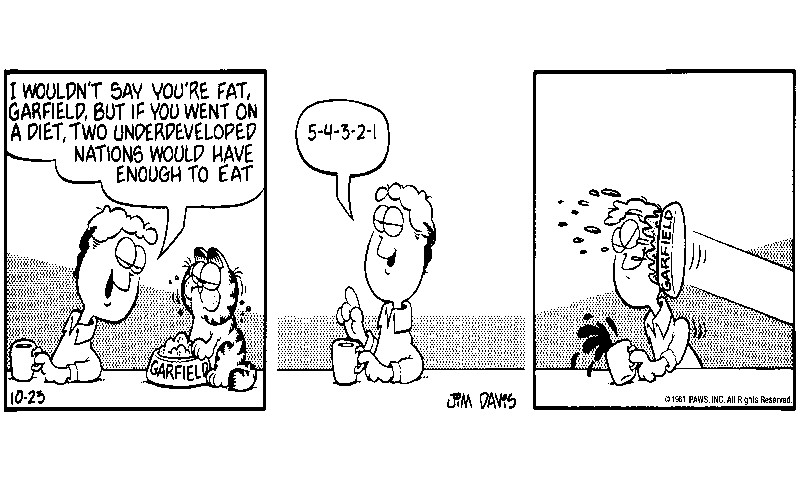 I WOULDN'T SAY YOU'RE FAT,
GARFIELD, BUT IF YOU WENT ON
A DIET, TWO UNDERDEVELOPED
NATIONS WOULD HAVE
ENOUGH TO EAT
GARFIELD
10-23
5-4-3-2-1
JIM DAVIS
GARFIELD
©1981 PAWS, INC. All Rights Reserved.